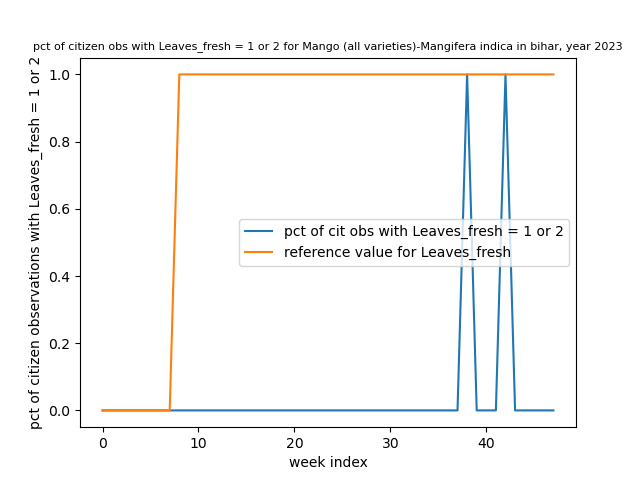 pct of citizen obs with Leaves_fresh = 1 or 2 for Mango (all varieties)-Mangifera indica in bihar, year 2023
pct of citizen observations with Leaves_fresh = 1 or 2
1.0
0.8
0.6
0.4
0.2
0.0
pct of cit obs with Leaves_fresh = 1 or 2
reference value for Leaves_fresh
0 10 20 30 40
week index